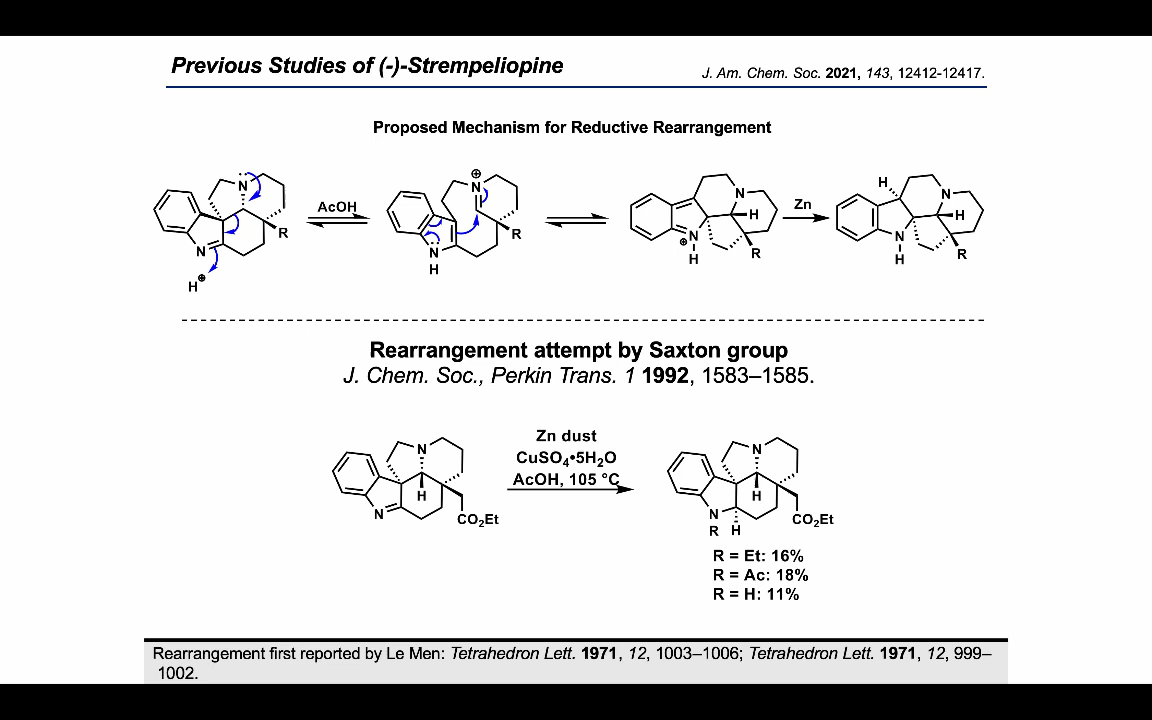 Previous Studies of (-)-Strempeliopine
J. Am. Chem. Soc. 2021, 143, 12412-12417.
Proposed Mechanism for Reductive Rearrangement
N
R
N
H⊕
AcOH
⊕
N
R
N
H
N
H
R
N
⊕
H
Zn
H
N
H
R
N
H
Rearrangement attempt by Saxton group
J. Chem. Soc., Perkin Trans. 1 1992, 1583–1585.
N
H
N
CO₂Et
Zn dust
CuSO₄•5H₂O
AcOH, 105 °C
N
H
N
R
H
CO₂Et
R = Et: 16%
R = Ac: 18%
R = H: 11%
Rearrangement first reported by Le Men: Tetrahedron Lett. 1971, 12, 1003–1006; Tetrahedron Lett. 1971, 12, 999–
1002.